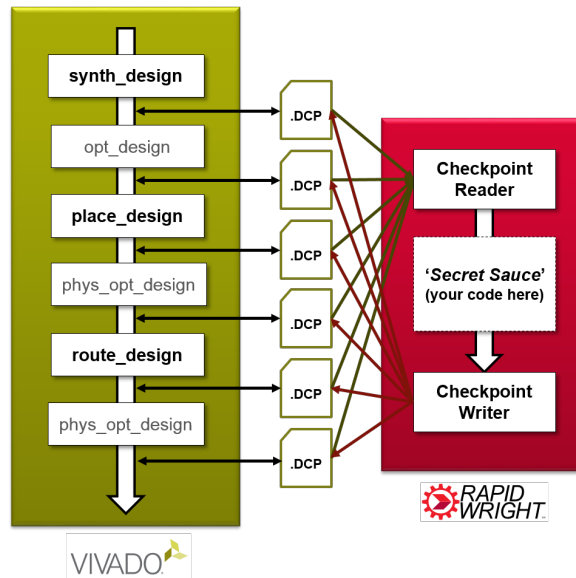 synth_design
opt_design
place_design
phys_opt_design
route_design
phys_opt_design
.DCP
.DCP
.DCP
.DCP
.DCP
.DCP
Checkpoint
Reader
‘Secret Sauce’
(your code here)
Checkpoint
Writer
VIVADO.
RAPID
WRIGHT™